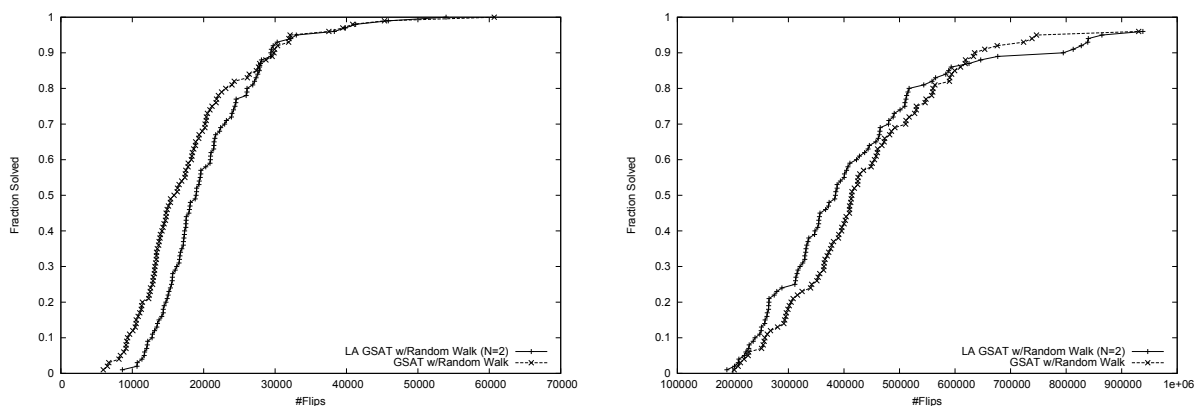 1
0.9
0.8
0.7
0.6
0.5
0.4
0.3
0.2
0.1
0
Fraction Solved
LA GSAT w/Random Walk (N=2)
GSAT w/Random Walk
0 10000 20000 30000 40000 50000 60000 70000
#Flips
1
0.9
0.8
0.7
0.6
0.5
0.4
0.3
0.2
0.1
0
Fraction Solved
LA GSAT w/Random Walk (N=2)
GSAT w/Random Walk
100000 200000 300000 400000 500000 600000 700000 800000 900000 1e+06
#Flips